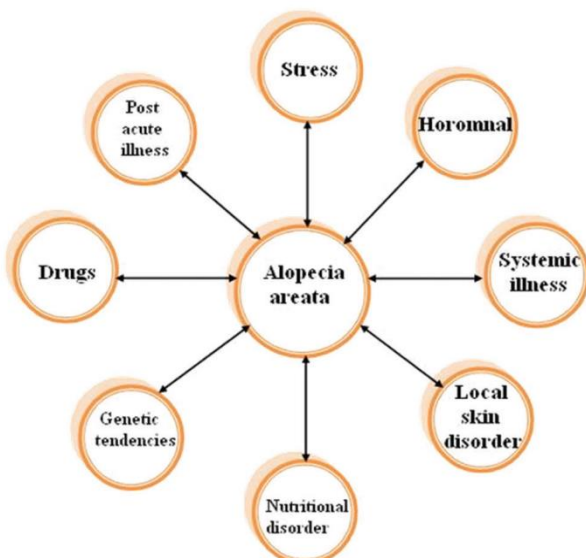 Stress
Horomnal
Systemic
illness
Local
skin
disorder
Nutritional
disorder
Genetic
tendencies
Drugs
Post
acute
illness
Alopecia
areata